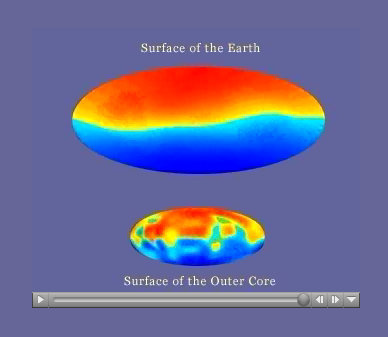 Surface of the Earth
Surface of the Outer Core